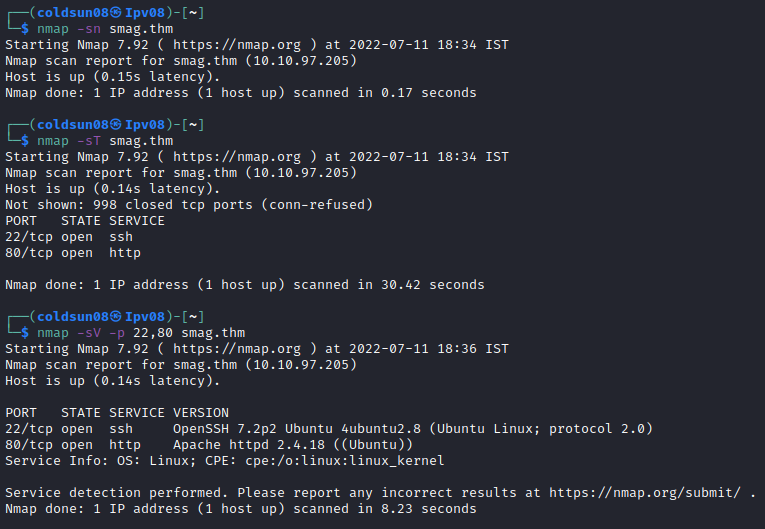 ┌──(coldsun08㉿Ipv08)-[~]
└─$ nmap -sn smag.thm
Starting Nmap 7.92 ( https://nmap.org ) at 2022-07-11 18:34 IST
Nmap scan report for smag.thm (10.10.97.205)
Host is up (0.15s latency).
Nmap done: 1 IP address (1 host up) scanned in 0.17 seconds
┌──(coldsun08㉿Ipv08)-[~]
└─$ nmap -sT smag.thm
Starting Nmap 7.92 ( https://nmap.org ) at 2022-07-11 18:34 IST
Nmap scan report for smag.thm (10.10.97.205)
Host is up (0.14s latency).
Not shown: 998 closed tcp ports (conn-refused)
PORT   STATE SERVICE
22/tcp open  ssh
80/tcp open  http
Nmap done: 1 IP address (1 host up) scanned in 30.42 seconds
┌──(coldsun08㉿Ipv08)-[~]
└─$ nmap -sV -p 22,80 smag.thm
Starting Nmap 7.92 ( https://nmap.org ) at 2022-07-11 18:36 IST
Nmap scan report for smag.thm (10.10.97.205)
Host is up (0.14s latency).
PORT   STATE SERVICE VERSION
22/tcp open  ssh     OpenSSH 7.2p2 Ubuntu 4ubuntu2.8 (Ubuntu Linux; protocol 2.0)
80/tcp open  http    Apache httpd 2.4.18 ((Ubuntu))
Service Info: OS: Linux; CPE: cpe:/o:linux:linux_kernel
Service detection performed. Please report any incorrect results at https://nmap.org/submit/ .
Nmap done: 1 IP address (1 host up) scanned in 8.23 seconds